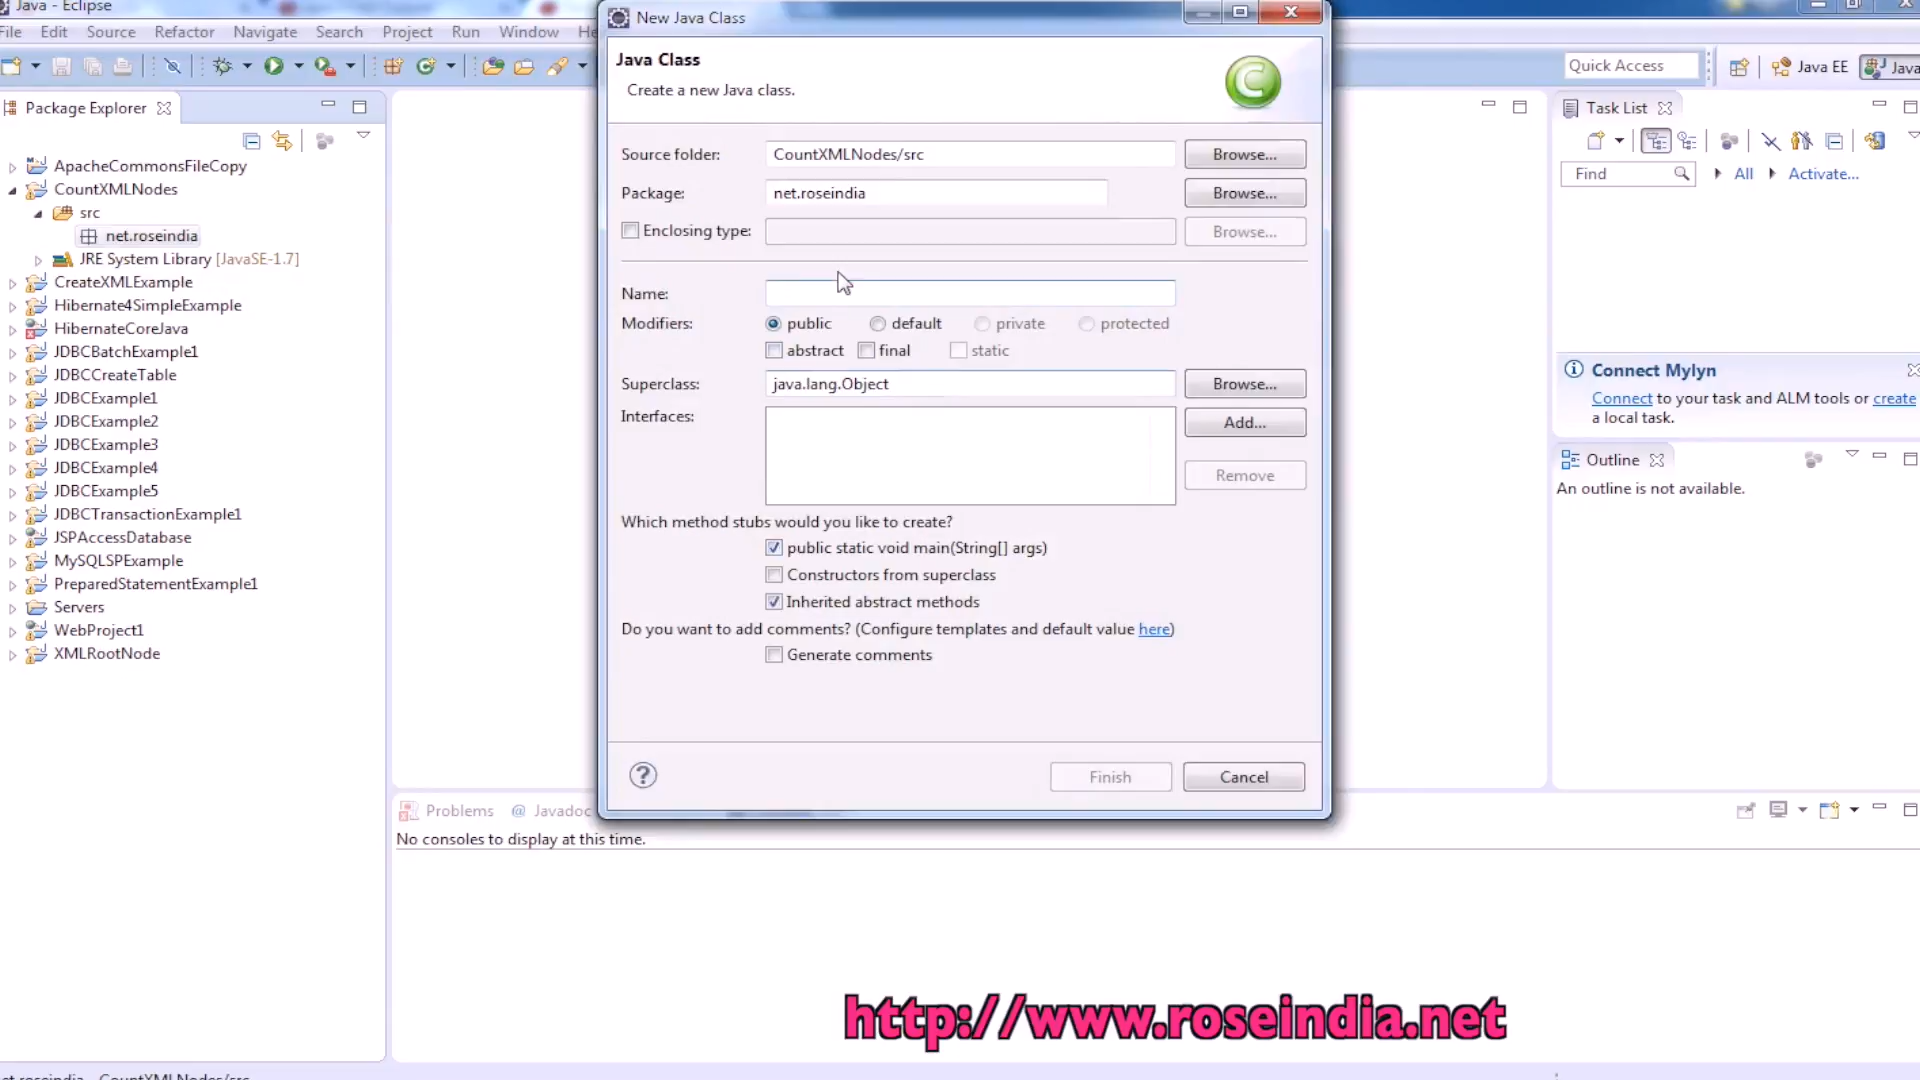 Java - Eclipse
File Edit Source Refactor Navigate Search Project Run Window
Quick Access
Java EE
Java
Package Explorer
ApacheCommonsFileCopy
CountXMLNodes
src
net.roseindia
JRE System Library [JavaSE-1.7]
CreateXMLExample
Hibernate4SimpleExample
HibernateCoreJava
JDBCBatchExample1
JDBCCreateTable
JDBCExample1
JDBCExample2
JDBCExample3
JDBCExample4
JDBCExample5
JDBCTransactionExample1
JSPAccessDatabase
MySQLSPExample
PreparedStatementExample1
Servers
WebProject1
XMLRootNode
New Java Class
Java Class
Create a new Java class.
Source folder: CountXMLNodes/src Browse...
Package: net.roseindia Browse...
Enclosing type: Browse...
Name:
Modifiers: public default private protected
abstract final static
Superclass: java.lang.Object Browse...
Interfaces: Add...
Remove
Which method stubs would you like to create?
public static void main(String[] args)
Constructors from superclass
Inherited abstract methods
Do you want to add comments? (Configure templates and default value here)
Generate comments
? Finish Cancel
Task List
Find All Activate...
Connect Mylyn
Connect to your task and ALM tools or create
a local task.
Outline
An outline is not available.
Problems @ Javadoc
No consoles to display at this time.
http://www.roseindia.net